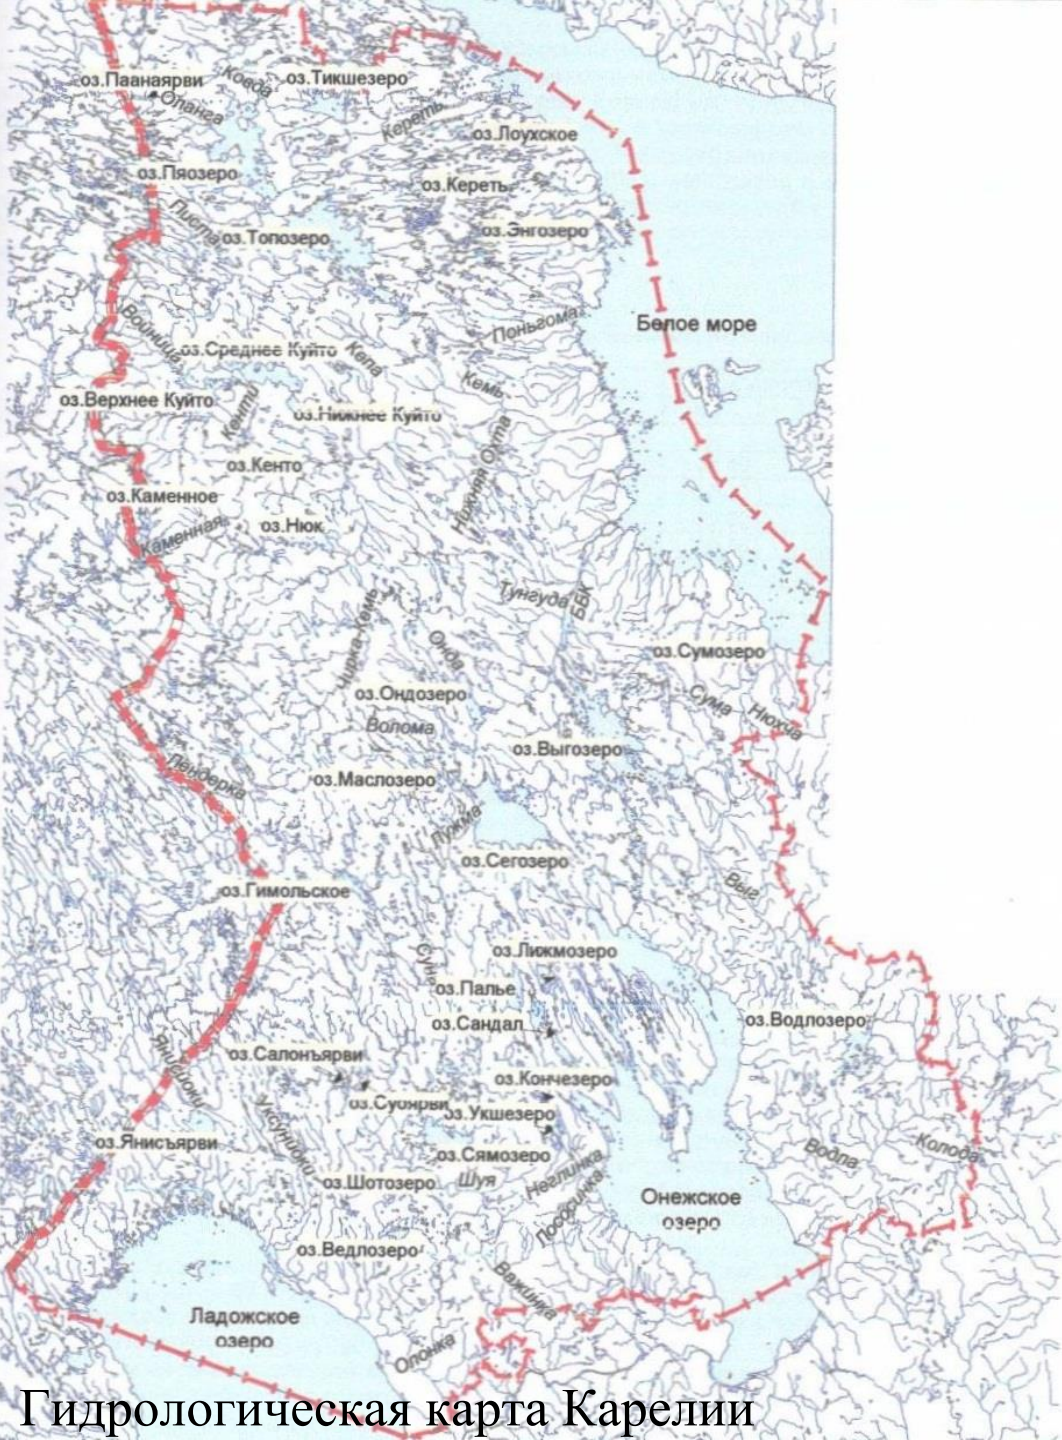 оз.Паанаярви
Ковда
оз.Тикшезеро
Оланга
Кереть
оз.Лоухское
оз.Пяозеро
оз.Кереть
Писта
оз.Топозеро
оз.Энгозеро
Войница
Поньгома
Белое море
оз.Среднее Куйто
Кепа
Кемь
оз.Верхнее Куйто
Кенти
оз.Нижнее Куйто
Нижняя Охта
оз.Кенто
оз.Каменное
Каменная
оз.Нюк
Тунгуда
ББК
Чирка-Кемь
Онда
оз.Сумозеро
оз.Ондозеро
Сума
Нюхча
Волома
оз.Выгозеро
Лендерка
оз.Маслозеро
Лужма
оз.Сегозеро
Выг
оз.Гимольское
Суна
оз.Лижмозеро
оз.Палье
оз.Сандал
оз.Водлозеро
оз.Салонъярви
Янисйоки
оз.Кончезеро
оз.Суоярви
оз.Укшезеро
Уксунйоки
оз.Янисъярви
оз.Сямозеро
Водла
Колода
оз.Шотозеро
Шуя
Неглинка
Лососинка
Онежское
озеро
оз.Ведлозеро
Важинка
Ладожское
озеро
Олонка
Гидрологическая карта Карелии